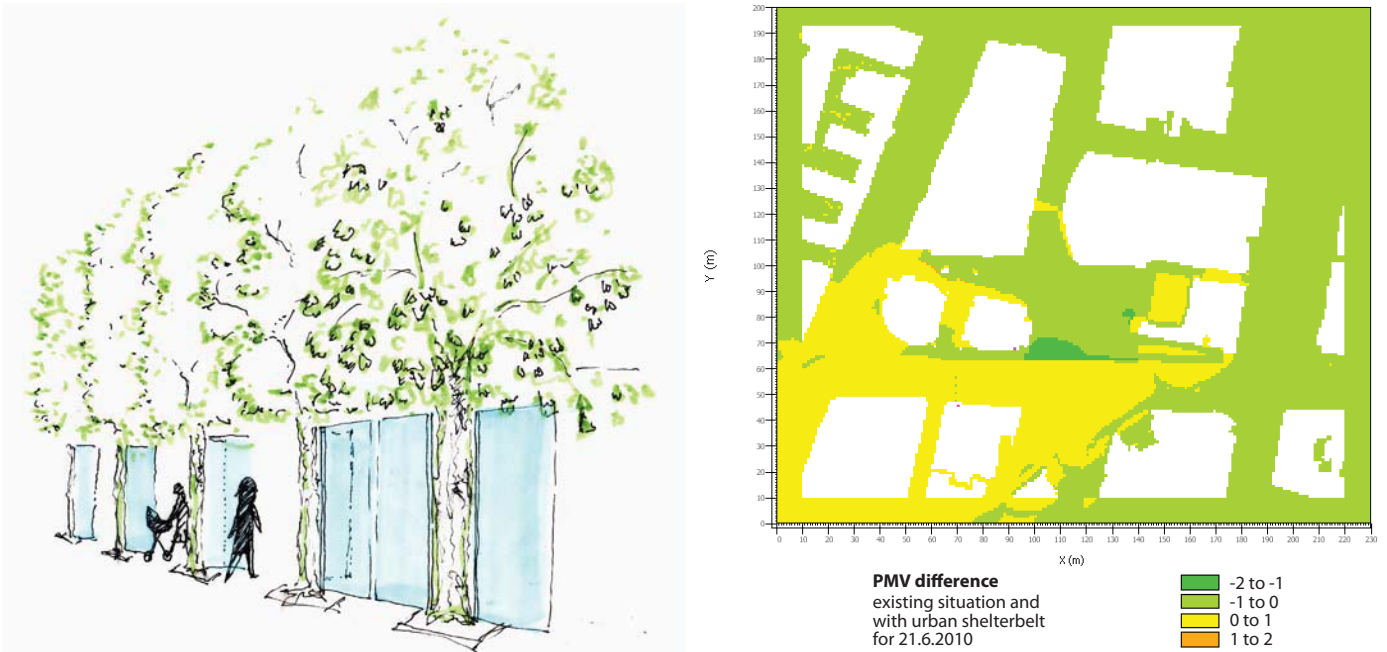 200
190
180
170
160
150
140
130
120
110
100
90
80
70
60
50
40
30
20
10
0
Y (m)
0 10 20 30 40 50 60 70 80 90 100 110 120 130 140 150 160 170 180 190 200 210 220 230
X (m)
PMV difference
existing situation and
with urban shelterbelt
for 21.6.2010
-2 to -1
-1 to 0
0 to 1
1 to 2